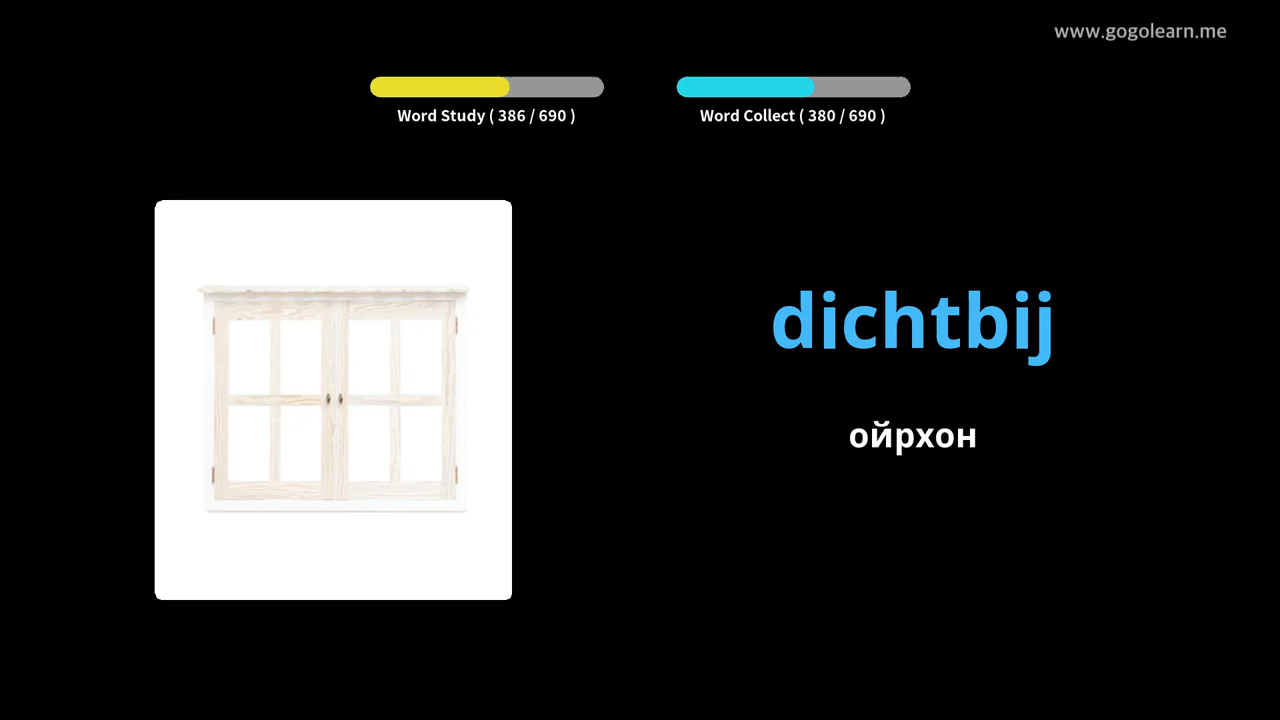 www.gogolearn.me
Word Study ( 386 / 690 )
Word Collect ( 380 / 690 )
dichtbij
ойрхон